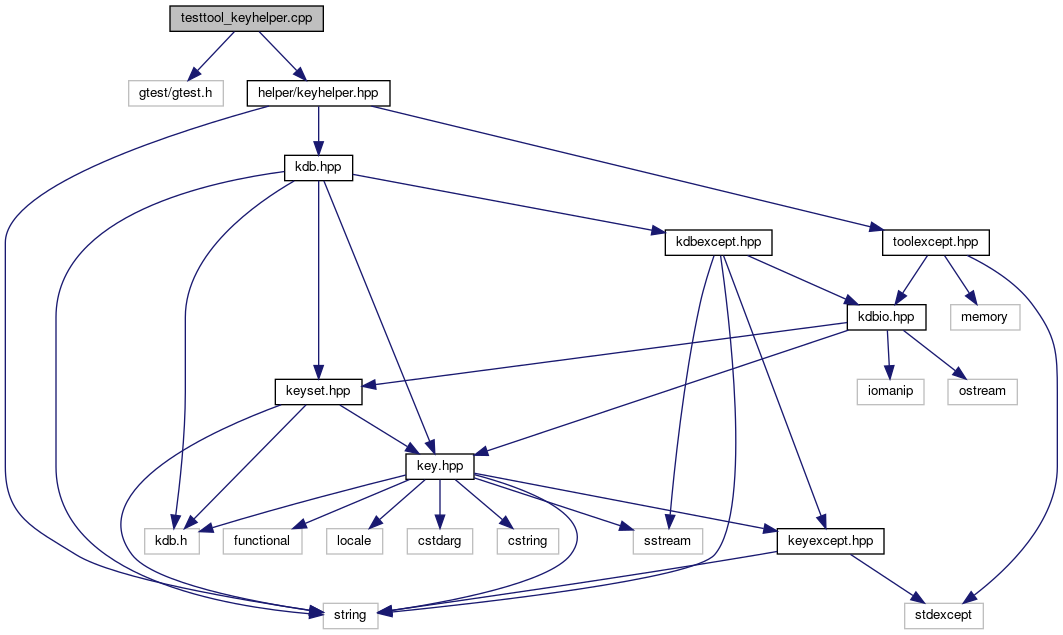 testtool_keyhelper.cpp
gtest/gtest.h
helper/keyhelper.hpp
kdb.hpp
kdbexcept.hpp
toolexcept.hpp
kdbio.hpp
memory
keyset.hpp
iomanip
ostream
key.hpp
kdb.h
functional
locale
cstdarg
cstring
sstream
keyexcept.hpp
string
stdexcept